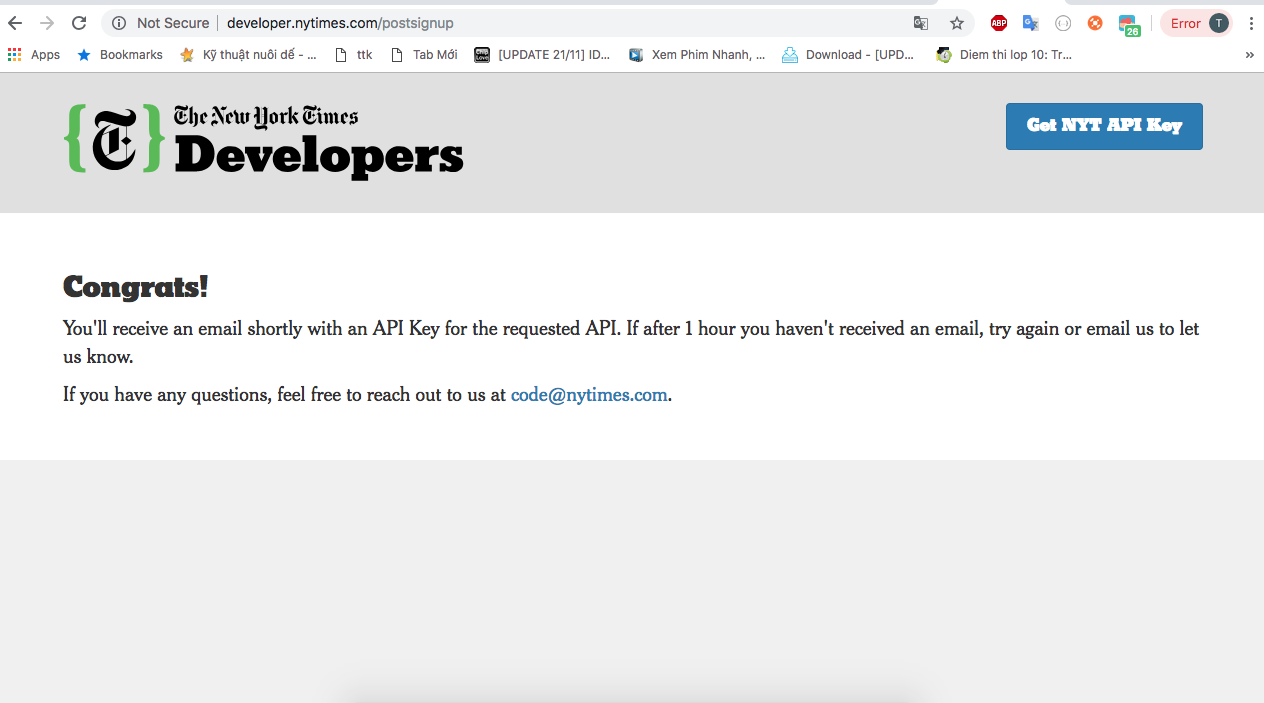 Not Secure
developer.nytimes.com/postsignup
ABP
26
Error
T
Apps
Bookmarks
Kỹ thuật nuôi dế - ...
ttk
Tab Mới
[UPDATE 21/11] ID...
Xem Phim Nhanh, ...
Download - [UPD...
Diem thi lop 10: Tr...
»
{T}
The New York Times
Developers
Get NYT API Key
Congrats!
You'll receive an email shortly with an API Key for the requested API. If after 1 hour you haven't received an email, try again or email us to let
us know.
If you have any questions, feel free to reach out to us at code@nytimes.com.